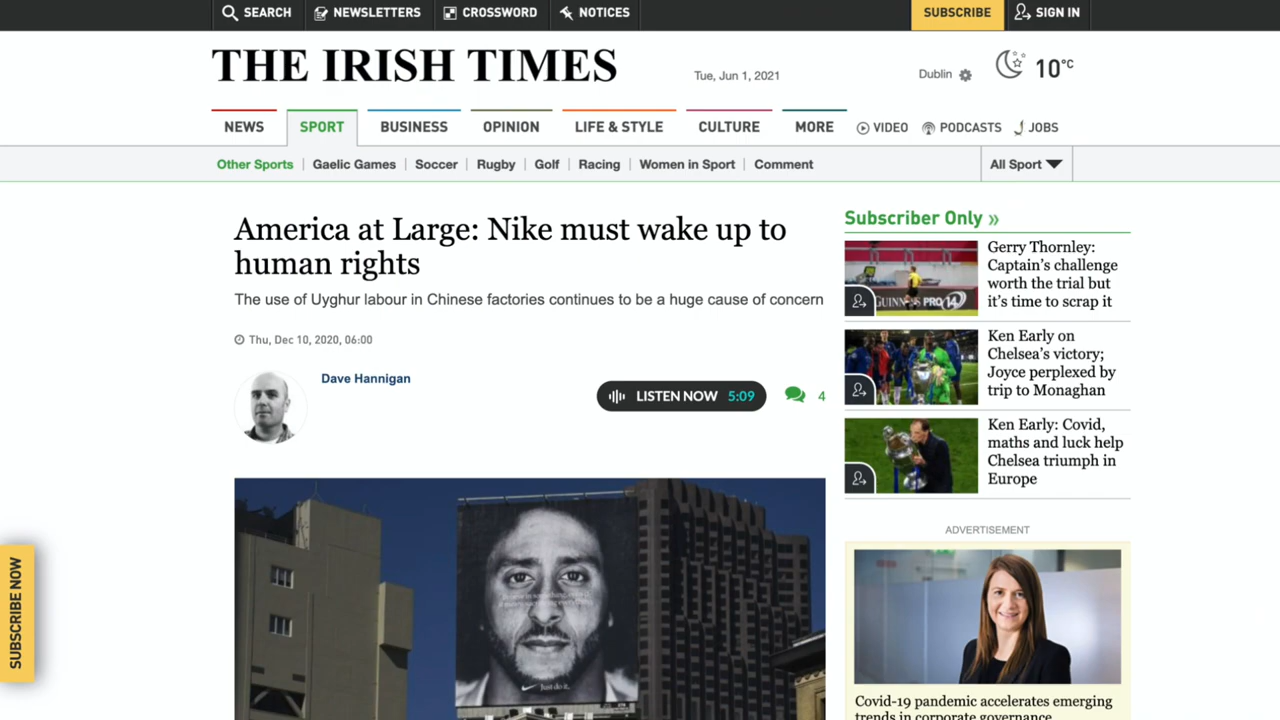 SEARCH
NEWSLETTERS
CROSSWORD
NOTICES
SUBSCRIBE
SIGN IN
THE IRISH TIMES
Tue, Jun 1, 2021
Dublin
10°C
NEWS
SPORT
BUSINESS
OPINION
LIFE & STYLE
CULTURE
MORE
VIDEO
PODCASTS
JOBS
Other Sports
Gaelic Games
Soccer
Rugby
Golf
Racing
Women in Sport
Comment
All Sport
America at Large: Nike must wake up to
human rights
The use of Uyghur labour in Chinese factories continues to be a huge cause of concern
Thu, Dec 10, 2020, 06:00
Dave Hannigan
LISTEN NOW 5:09
4
Just do it.
Subscriber Only »
GUINNESS PRO14
Gerry Thornley:
Captain's challenge
worth the trial but
it's time to scrap it
Ken Early on
Chelsea's victory;
Joyce perplexed by
trip to Monaghan
Ken Early: Covid,
maths and luck help
Chelsea triumph in
Europe
ADVERTISEMENT
Covid-19 pandemic accelerates emerging
trends in corporate governance
SUBSCRIBE NOW